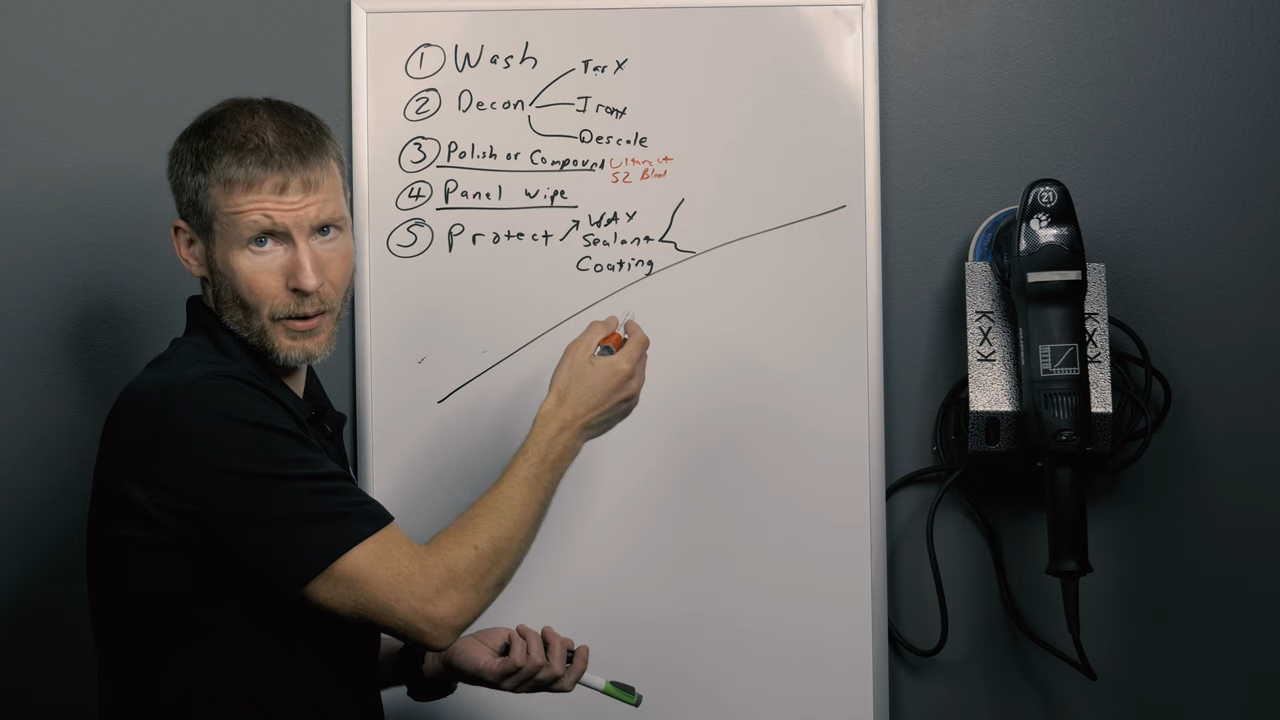 ① Wash
② Decon
Tar X
Iron X
Descale
③ Polish or Compound
④ Panel Wipe
⑤ Protect
WAX
Sealant
Coating
21